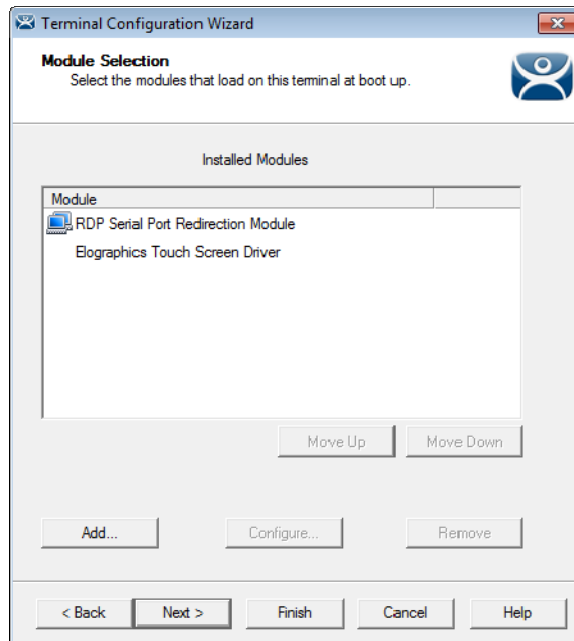 Terminal Configuration Wizard
Module Selection
Select the modules that load on this terminal at boot up.
Installed Modules
Module
RDP Serial Port Redirection Module
Elographics Touch Screen Driver
Move Up Move Down
Add... Configure... Remove
< Back Next > Finish Cancel Help